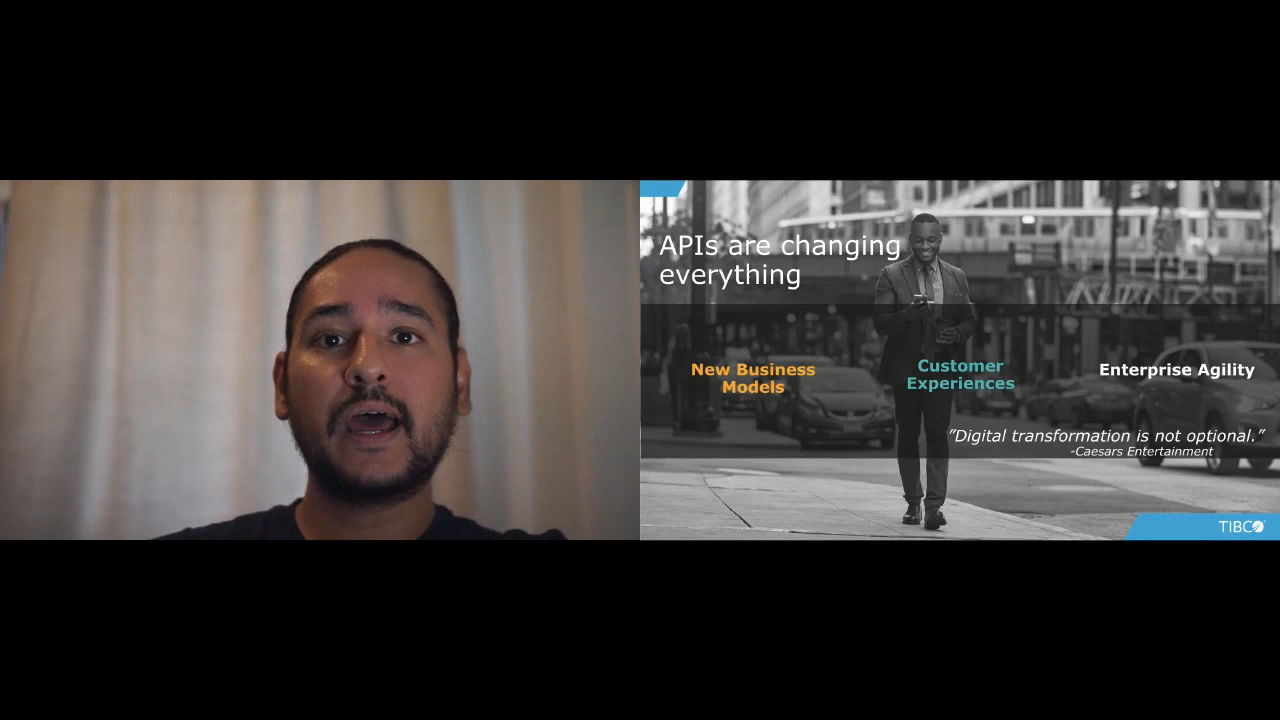 APIs are changing
everything
New Business
Models
Customer
Experiences
Enterprise Agility
"Digital transformation is not optional."
-Caesars Entertainment
TIBCO